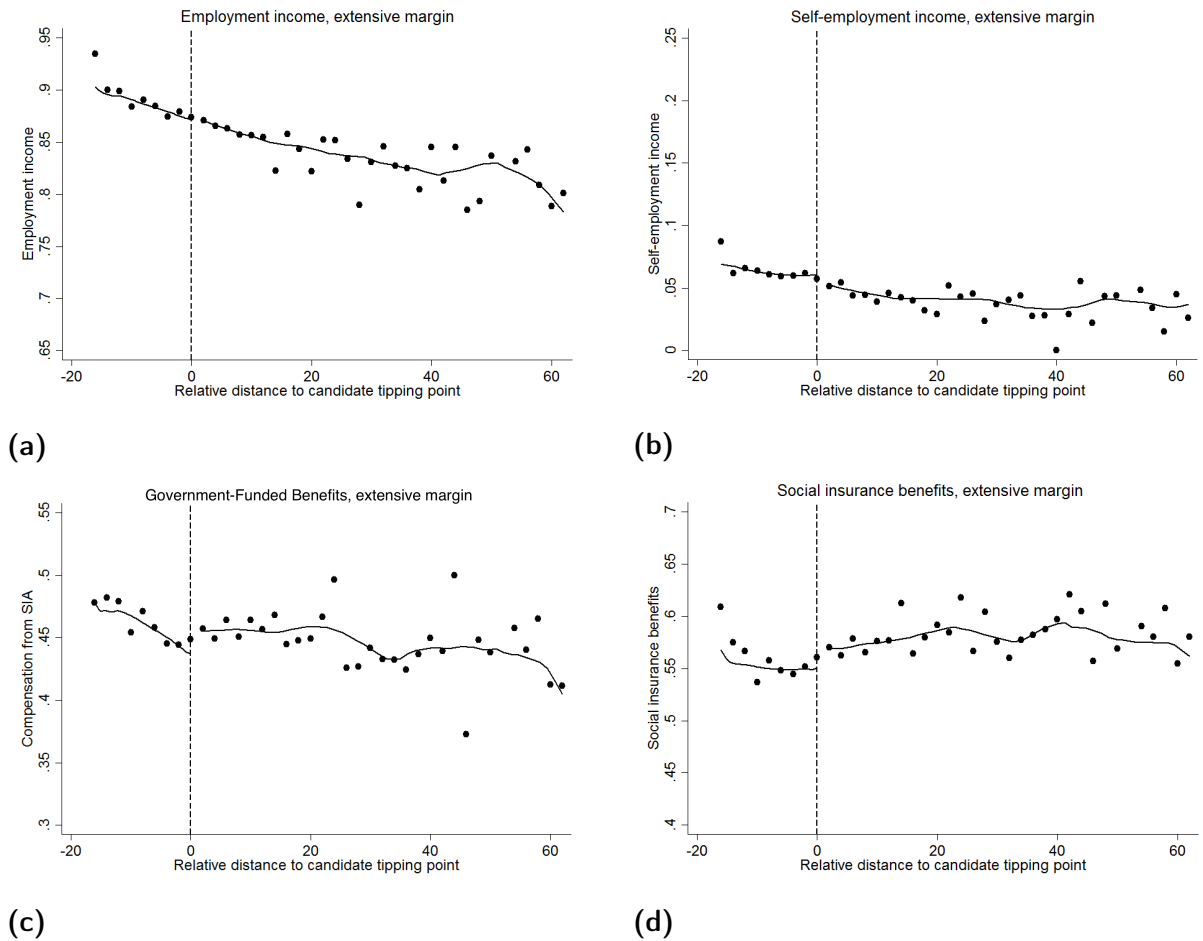 Employment income, extensive margin
Employment income
.95
.9
.85
.8
.75
.7
.65
-20 0 20 40 60
Relative distance to candidate tipping point
(a)
Self-employment income, extensive margin
Self-employment income
.25
.2
.15
.1
.05
0
-20 0 20 40 60
Relative distance to candidate tipping point
(b)
Government-Funded Benefits, extensive margin
Compensation from SIA
.55
.5
.45
.4
.35
.3
-20 0 20 40 60
Relative distance to candidate tipping point
(c)
Social insurance benefits, extensive margin
Social insurance benefits
.7
.65
.6
.55
.5
.45
.4
-20 0 20 40 60
Relative distance to candidate tipping point
(d)